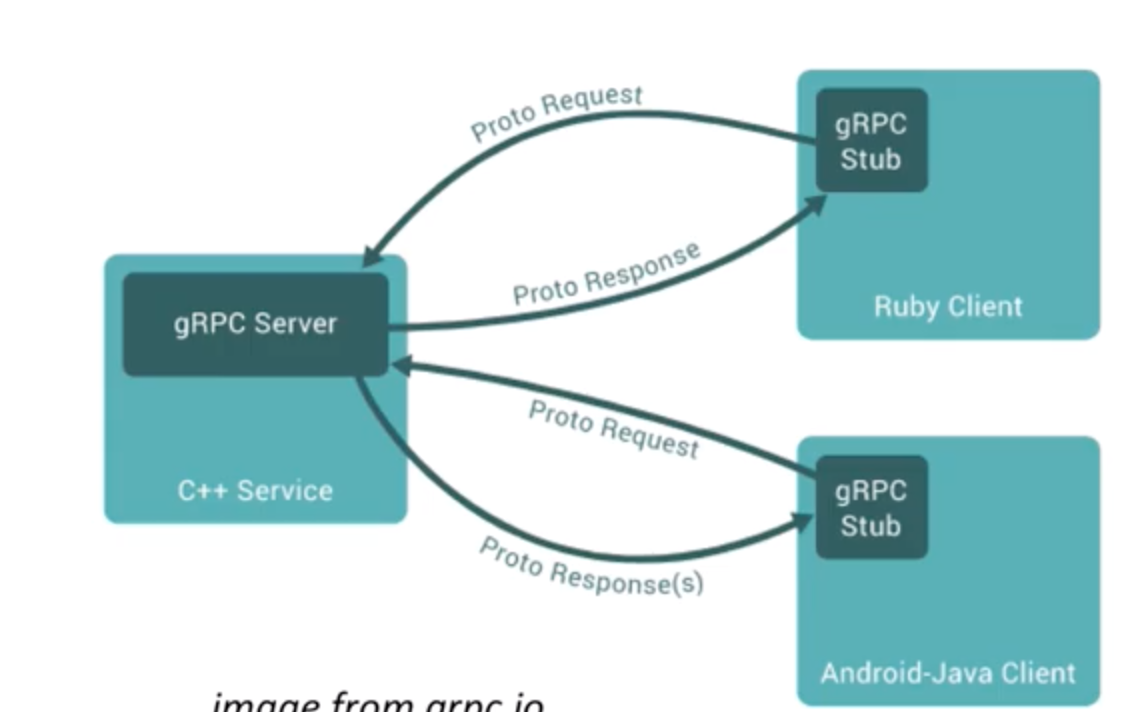 Proto Request
gRPC
Stub
Proto Response
Ruby Client
gRPC Server
C++ Service
Proto Request
gRPC
Stub
Proto Response(s)
Android-Java Client
image from grpc.io